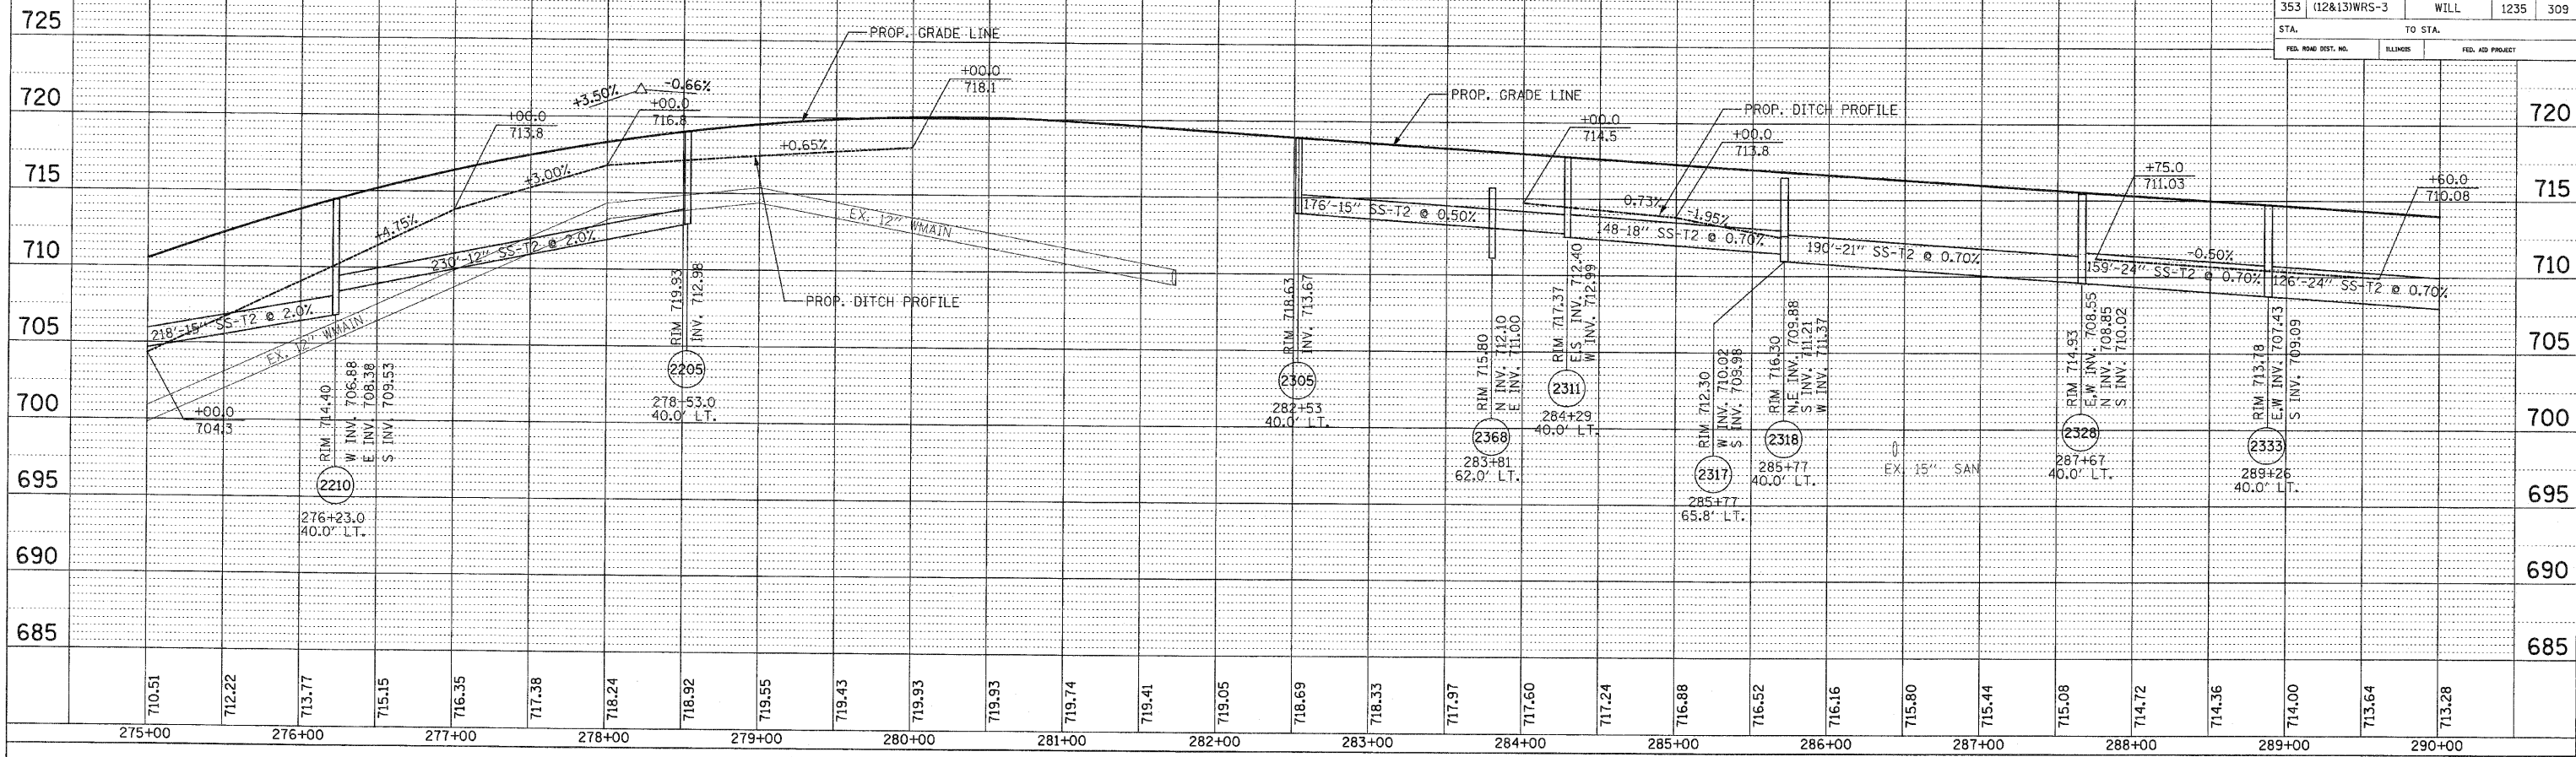 353 (12&13)WRS-3 WILL 1235 309
STA. TO STA.
FED. ROAD DIST. NO. ILLINOIS FED. AID PROJECT
725
720
715
710
705
700
695
690
685
720
715
710
705
700
695
690
685
PROP. GRADE LINE
+3.50% △ -0.66%
+00.0
713.8
+00.0
716.8
+00.0
718.1
+4.75%
+3.00%
+0.65%
218'-15" SS-T2 @ 2.0%
230'-12" SS-T2 @ 2.0%
EX. 12" WMAIN
EX. 12" WMAIN
PROP. DITCH PROFILE
+00.0
704.3
RIM 714.40
W INV. 706.88
E INV. 708.38
S INV. 709.53
2210
276+23.0
40.0' LT.
RIM 719.93
INV. 712.98
2205
278+53.0
40.0' LT.
PROP. GRADE LINE
PROP. DITCH PROFILE
+00.0
714.5
+00.0
713.8
176'-15" SS-T2 @ 0.50%
0.73%
-1.95%
148-18" SS-T2 @ 0.70%
190'-21" SS-T2 @ 0.70%
+75.0
711.03
-0.50%
+60.0
710.08
159'-24" SS-T2 @ 0.70%
126'-24" SS-T2 @ 0.70%
RIM 718.63
INV. 713.67
2305
282+53
40.0' LT.
RIM 715.80
N INV. 712.10
E INV. 711.00
2368
283+81
62.0' LT.
RIM 717.37
E,S INV. 712.40
W INV. 712.99
2311
284+29
40.0' LT.
RIM 712.30
W INV. 710.02
S INV. 709.98
2317
285+77
65.8' LT.
RIM 716.30
N,E INV. 709.88
S INV. 711.21
W INV. 711.37
2318
285+77
40.0' LT.
EX. 15" SAN
RIM 714.93
E,W INV. 708.55
N INV. 708.85
S INV. 710.02
2328
287+67
40.0' LT.
RIM 713.78
E,W INV. 707.43
S INV. 709.09
2333
289+26
40.0' LT.
710.51 712.22 713.77 715.15 716.35 717.38 718.24 718.92 719.55 719.43 719.93 719.93 719.74 719.41 719.05 718.69 718.33 717.97 717.60 717.24 716.88 716.52 716.16 715.80 715.44 715.08 714.72 714.36 714.00 713.64 713.28
275+00 276+00 277+00 278+00 279+00 280+00 281+00 282+00 283+00 284+00 285+00 286+00 287+00 288+00 289+00 290+00